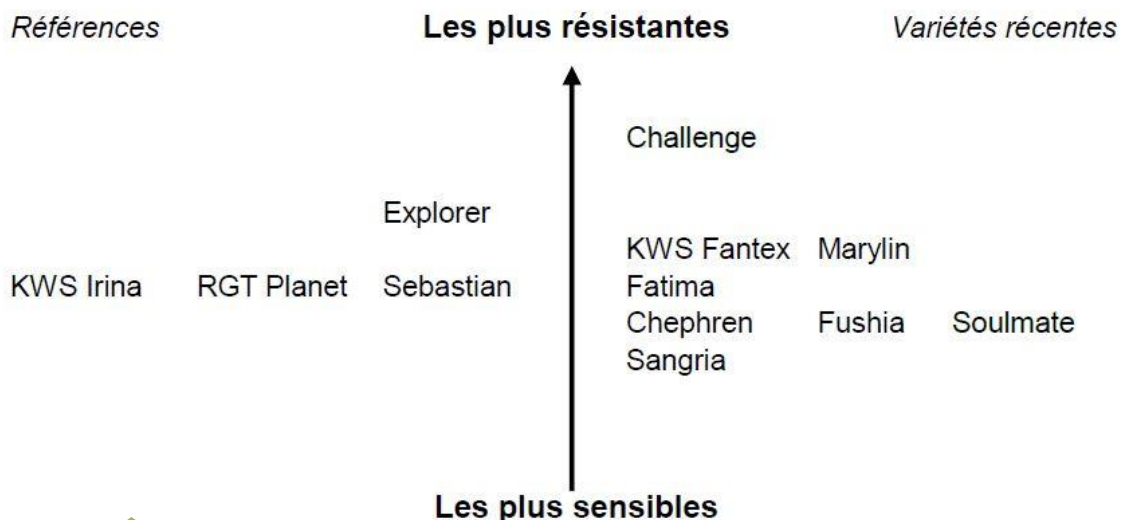 Références Les plus résistantes Variétés récentes
Challenge
Explorer
KWS Fantex Marylin
KWS Irina RGT Planet Sebastian Fatima
Chephren Fushia Soulmate
Sangria
Les plus sensibles